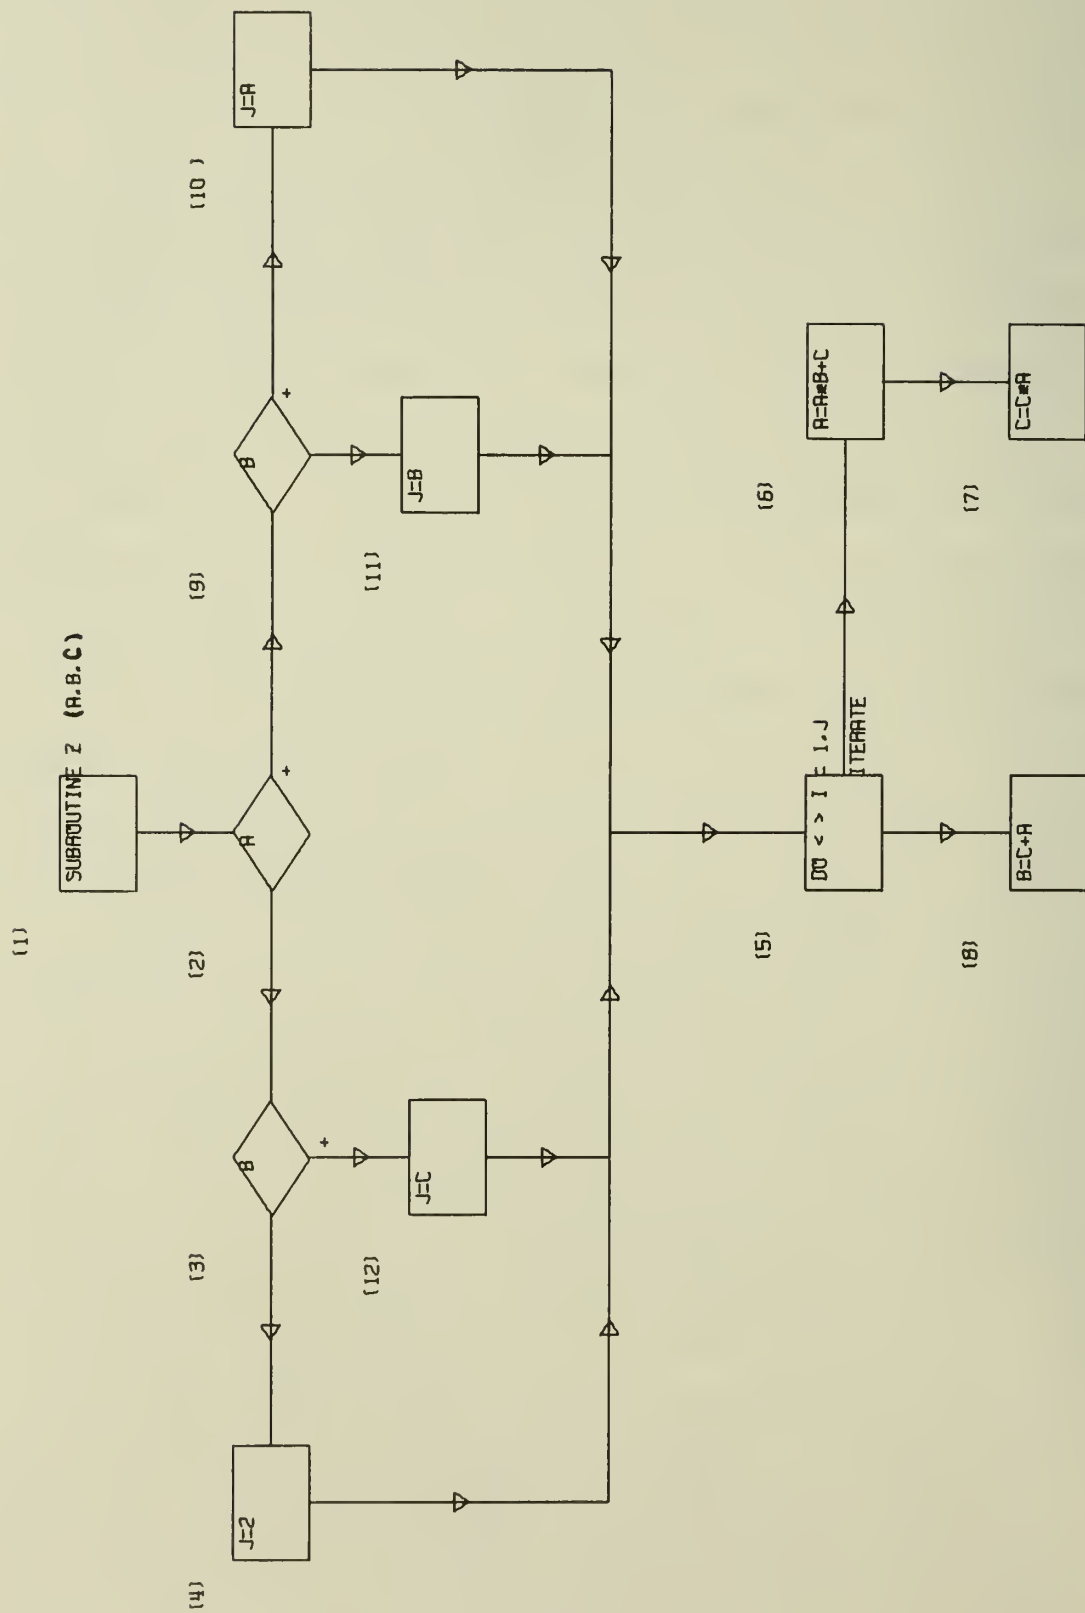 (1)
SUBROUTINE Z (A.B.C)
(4)
(3)
(2)
(9)
(10 )
J=2
B
+
A
+
B
+
J=A
(12)
(11)
J=C
J=B
(5)
(6)
DO < > I = 1.J
ITERATE
A=A*B+C
(8)
(7)
B=C+A
C=C*A